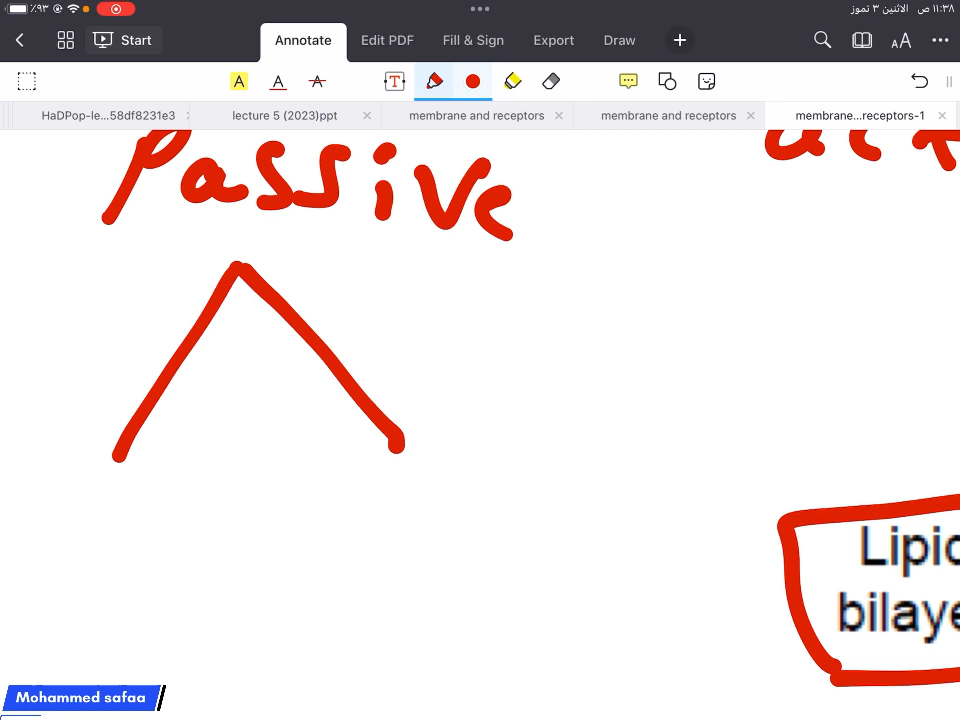 ٪٩٣ ١١:٣٨ ص الاثنين ٣ تموز
Start Annotate Edit PDF Fill & Sign Export Draw
HaDPop-le...58df8231e3 lecture 5 (2023)ppt membrane and receptors membrane and receptors membrane...receptors-1
passive
Lipid
bilaye
Mohammed safaa